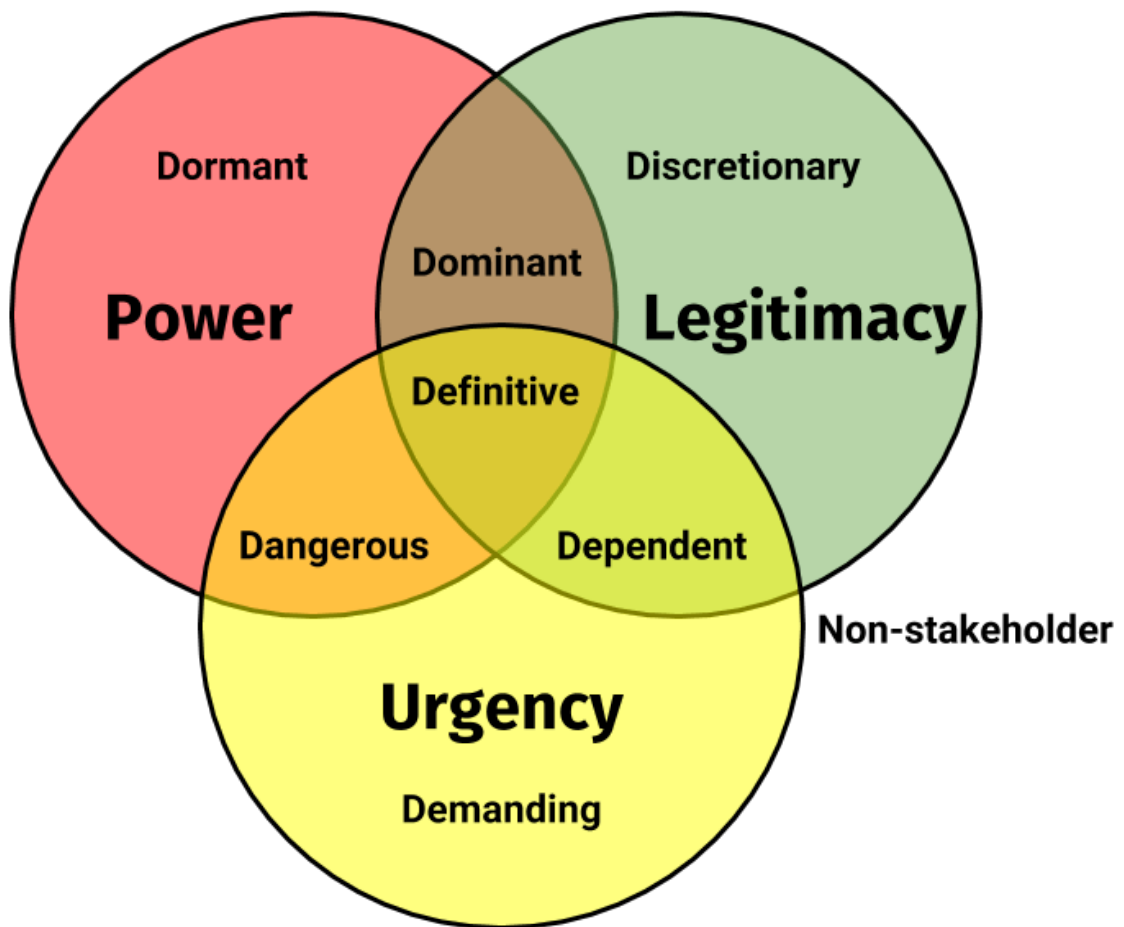 Dormant
Discretionary
Dominant
Power
Legitimacy
Definitive
Dangerous
Dependent
Non-stakeholder
Urgency
Demanding